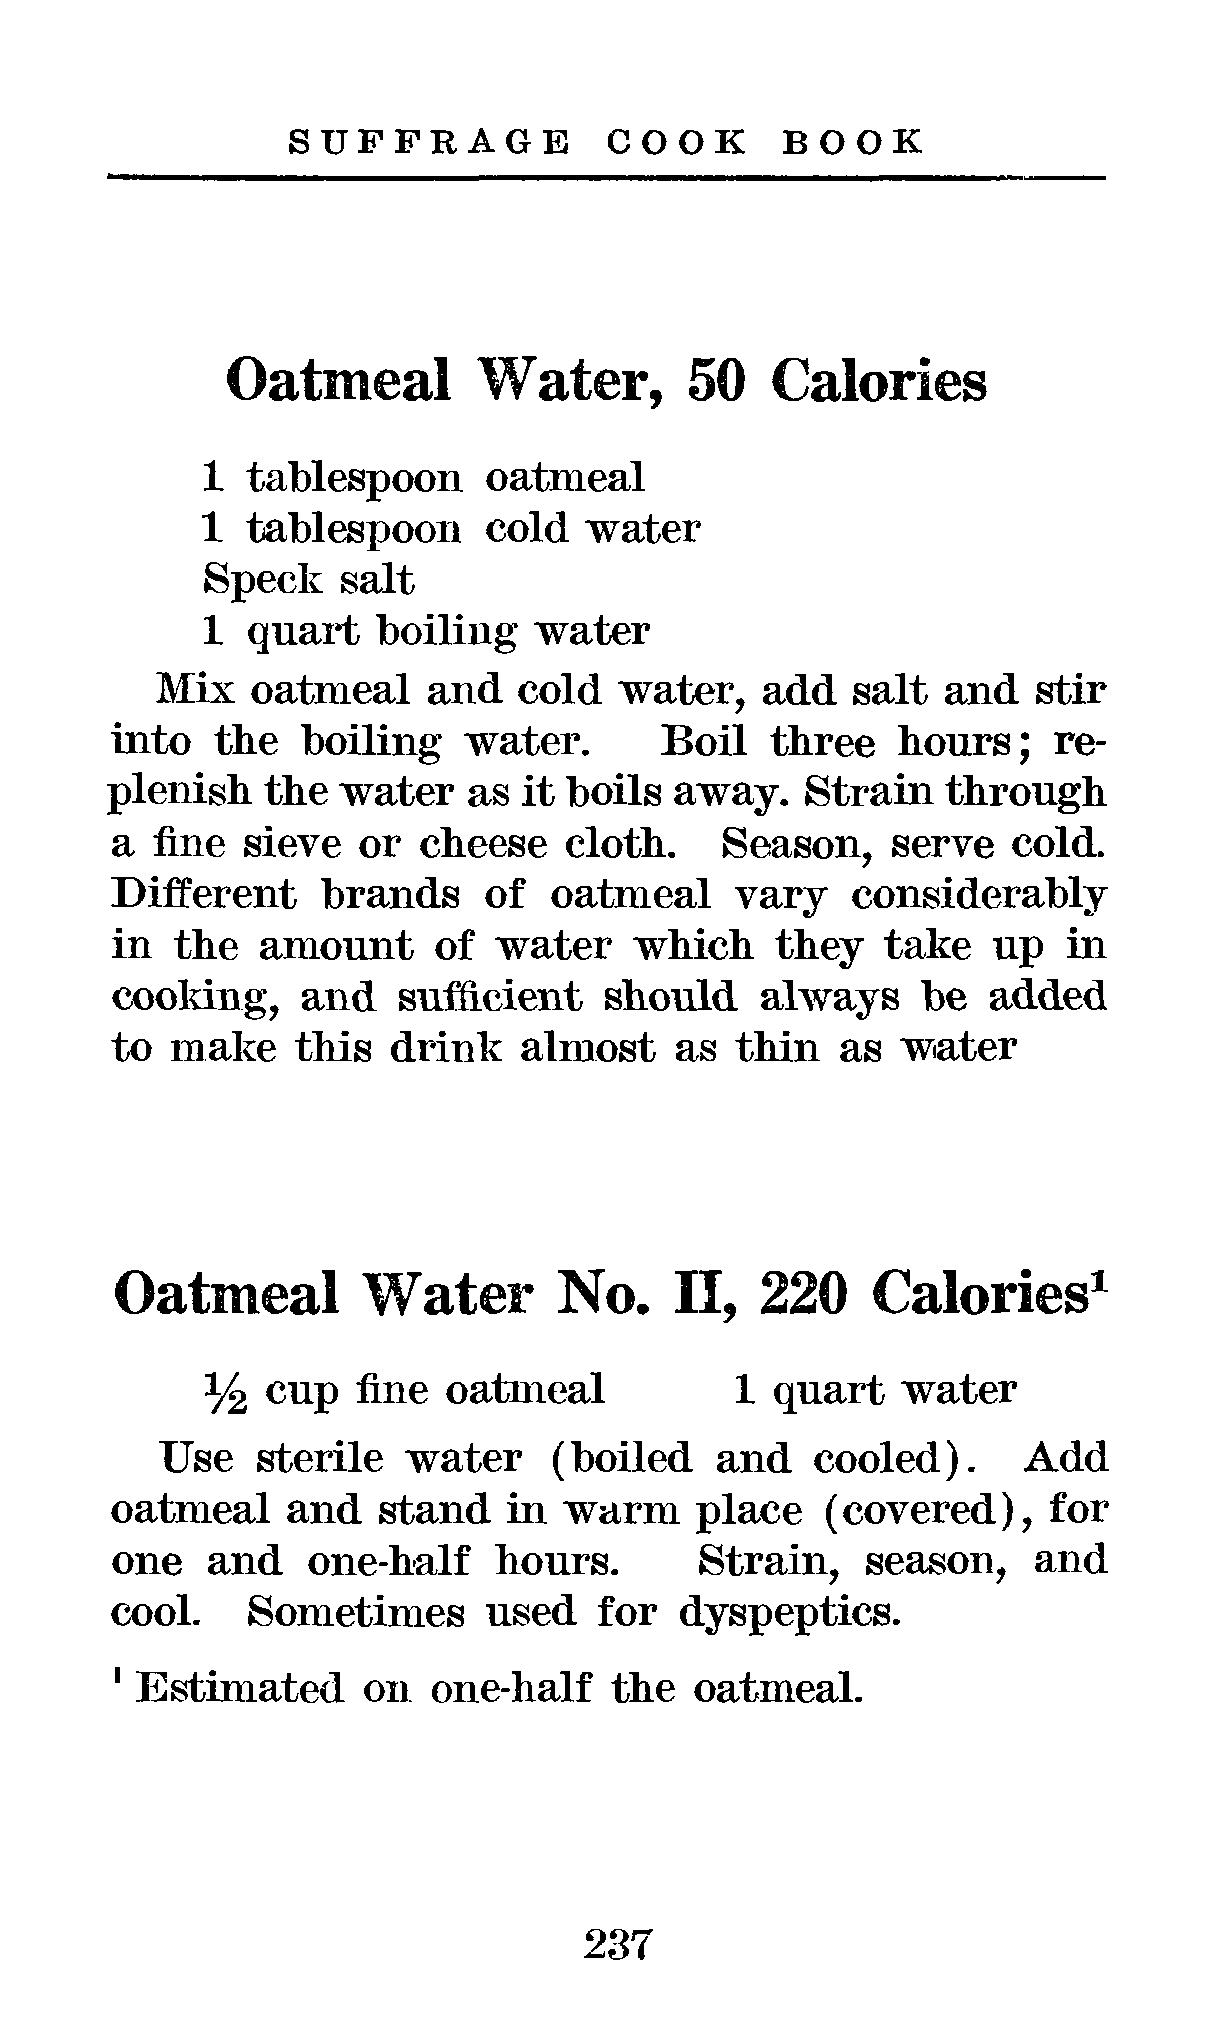 SUFFRAGE COOK BOOK
Oatmeal Water, 50 Calories
1 tablespoon oatmeal
1 tablespoon cold water
Speck salt
1 quart boiling water
Mix oatmeal and cold water, add salt and stir
into the boiling water. Boil three hours; re-
plenish the water as it boils away. Strain through
a fine sieve or cheese cloth. Season, serve cold.
Different brands of oatmeal vary considerably
in the amount of water which they take up in
cooking, and sufficient should always be added
to make this drink almost as thin as water
Oatmeal Water No. II, 220 Calories¹
½ cup fine oatmeal 1 quart water
Use sterile water (boiled and cooled). Add
oatmeal and stand in warm place (covered), for
one and one-half hours. Strain, season, and
cool. Sometimes used for dyspeptics.
¹ Estimated on one-half the oatmeal.
237